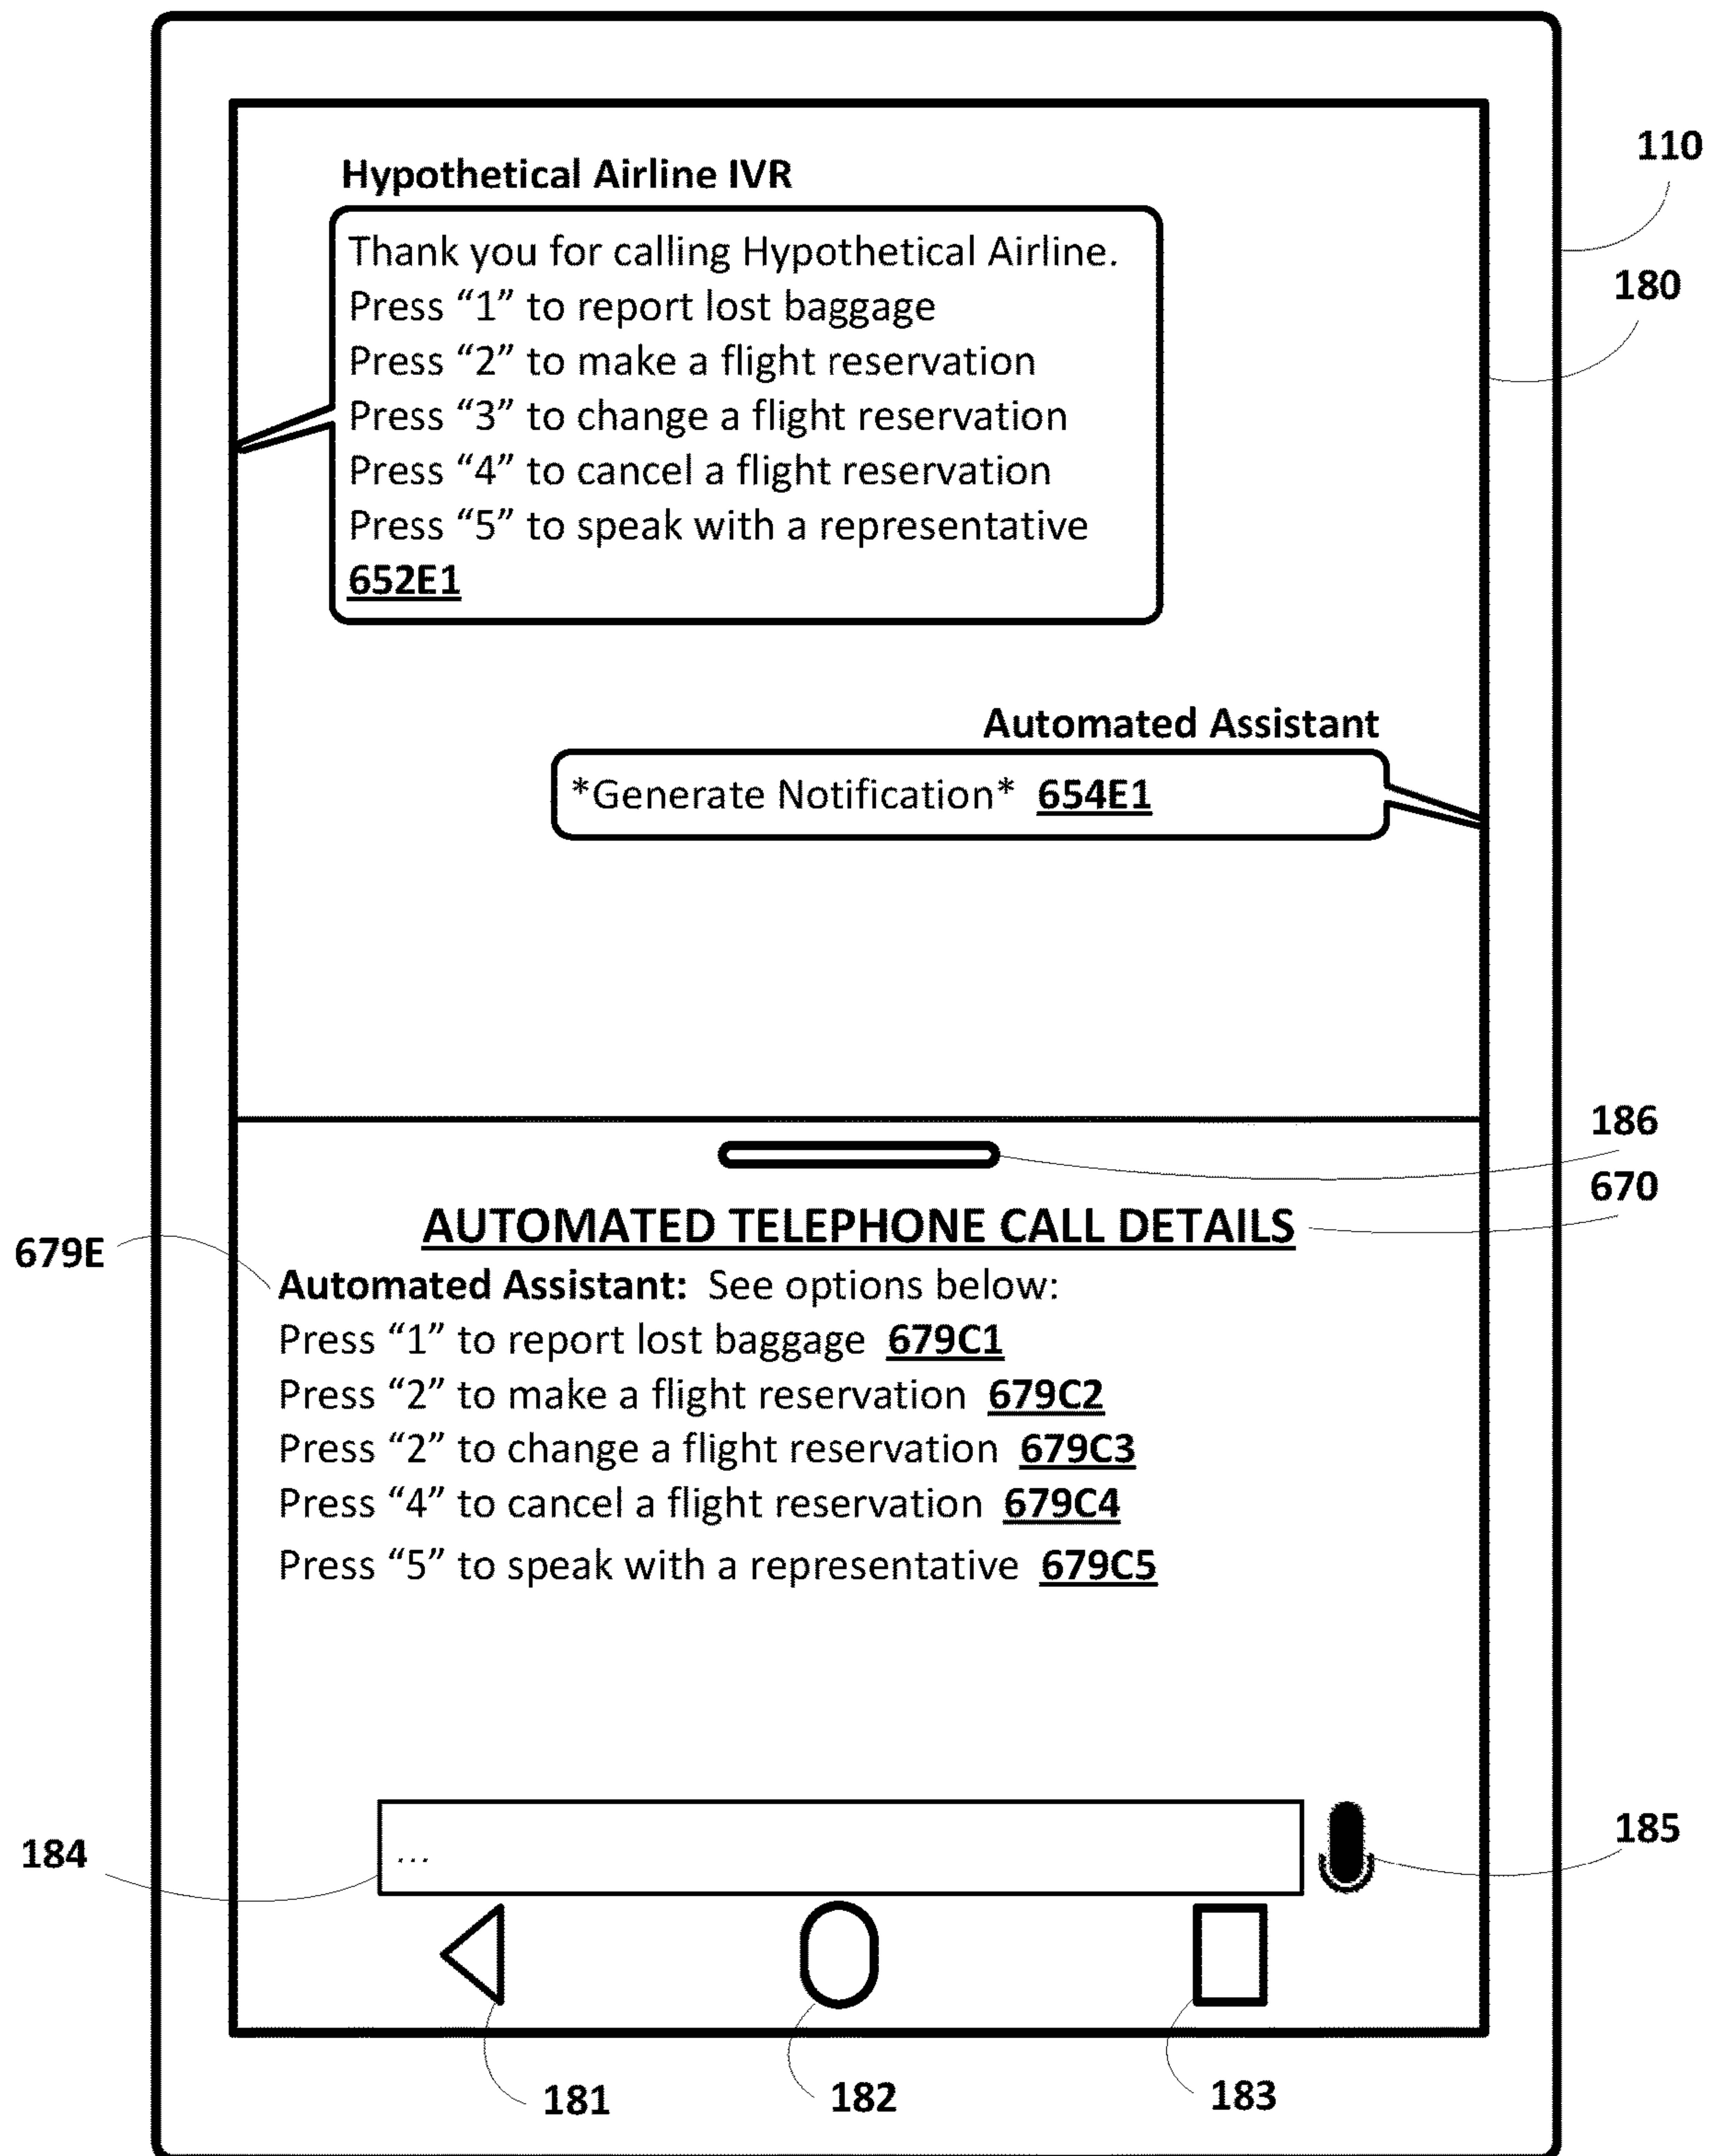 110
180
Hypothetical Airline IVR
Thank you for calling Hypothetical Airline.
Press “1” to report lost baggage
Press “2” to make a flight reservation
Press “3” to change a flight reservation
Press “4” to cancel a flight reservation
Press “5” to speak with a representative
652E1
Automated Assistant
*Generate Notification* 654E1
186
670
AUTOMATED TELEPHONE CALL DETAILS
679E
Automated Assistant: See options below:
Press “1” to report lost baggage 679C1
Press “2” to make a flight reservation 679C2
Press “2” to change a flight reservation 679C3
Press “4” to cancel a flight reservation 679C4
Press “5” to speak with a representative 679C5
184
...
185
181
182
183